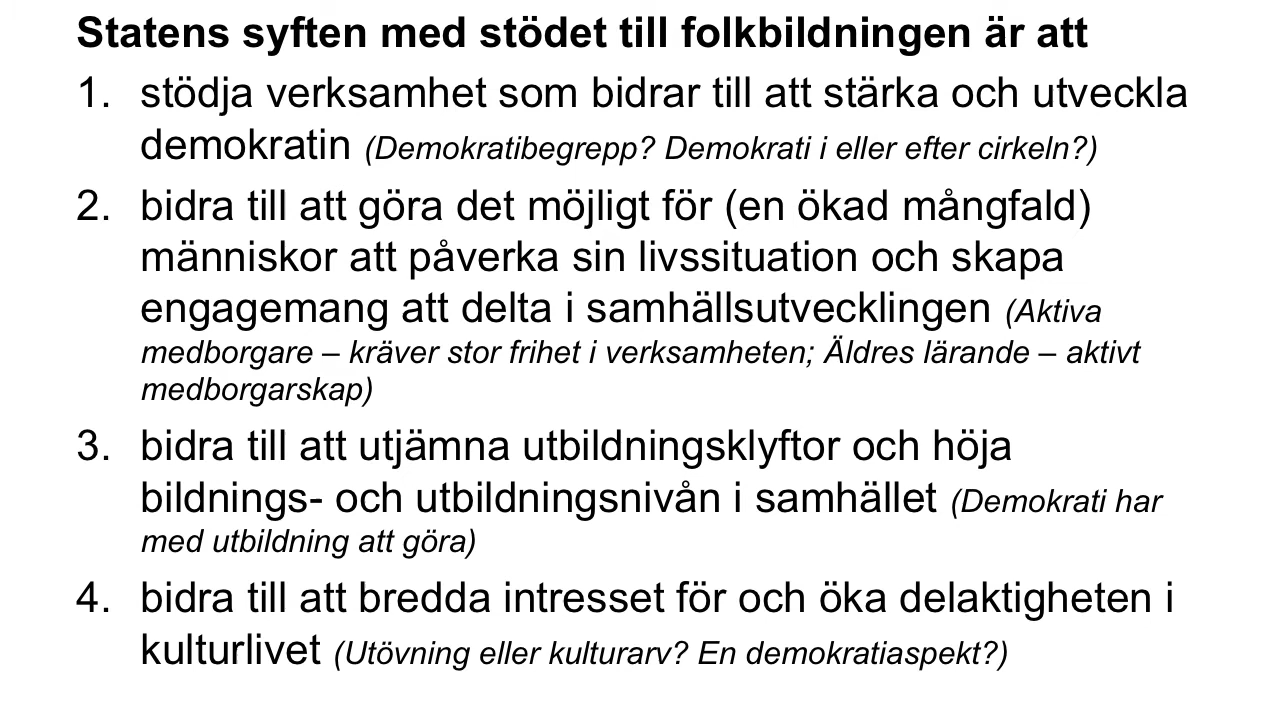 Statens syften med stödet till folkbildningen är att
1. stödja verksamhet som bidrar till att stärka och utveckla
demokratin (Demokratibegrepp? Demokrati i eller efter cirkeln?)
2. bidra till att göra det möjligt för (en ökad mångfald)
människor att påverka sin livssituation och skapa
engagemang att delta i samhällsutvecklingen (Aktiva
medborgare – kräver stor frihet i verksamheten; Äldres lärande – aktivt
medborgarskap)
3. bidra till att utjämna utbildningsklyftor och höja
bildnings- och utbildningsnivån i samhället (Demokrati har
med utbildning att göra)
4. bidra till att bredda intresset för och öka delaktigheten i
kulturlivet (Utövning eller kulturarv? En demokratiaspekt?)